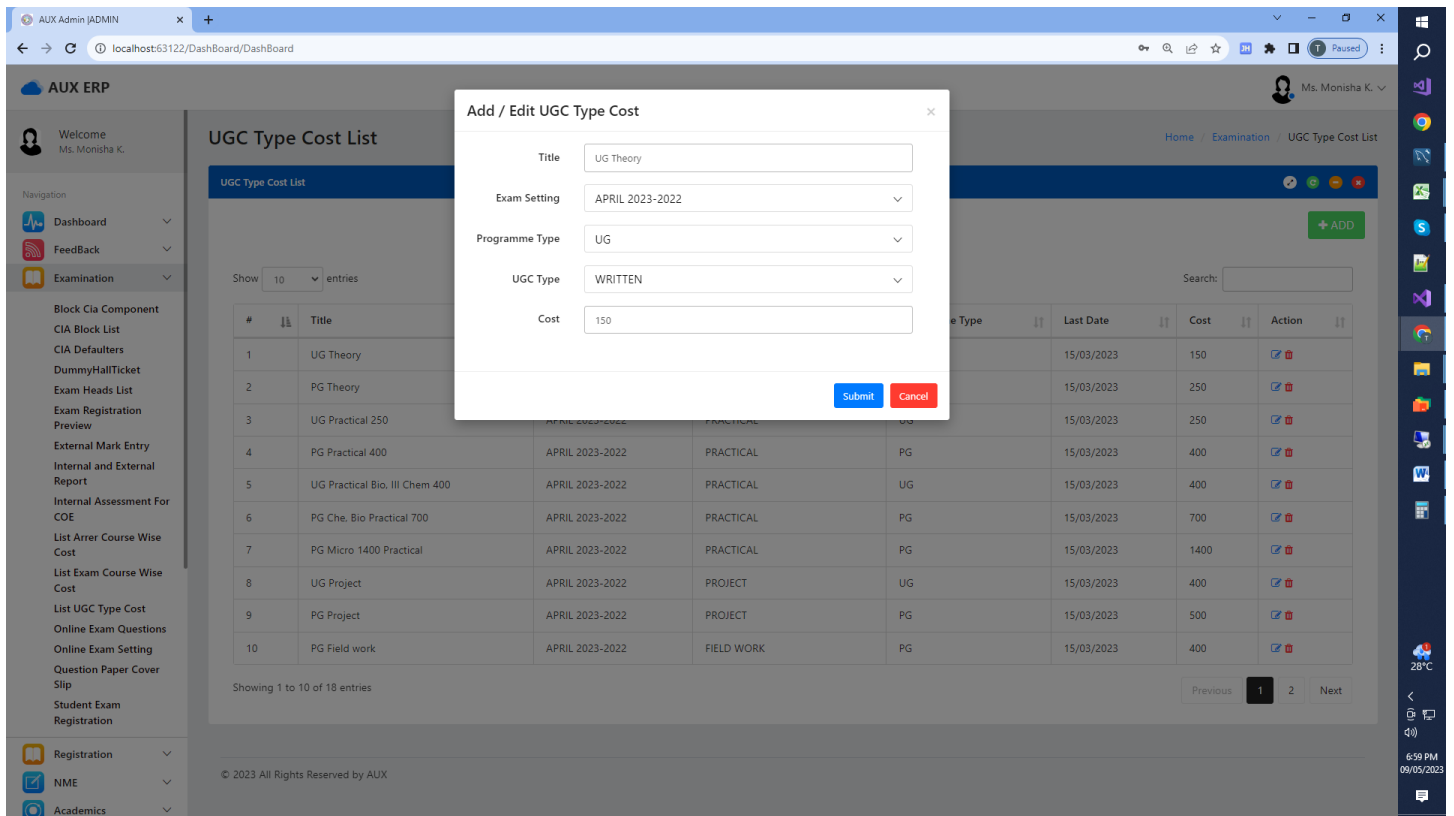 AUX Admin |ADMIN
localhost:63122/DashBoard/DashBoard
T Paused
AUX ERP
Ms. Monisha K.
Welcome
Ms. Monisha K.
Navigation
Dashboard
FeedBack
Examination
Block Cia Component
CIA Block List
CIA Defaulters
DummyHallTicket
Exam Heads List
Exam Registration
Preview
External Mark Entry
Internal and External
Report
Internal Assessment For
COE
List Arrer Course Wise
Cost
List Exam Course Wise
Cost
List UGC Type Cost
Online Exam Questions
Online Exam Setting
Question Paper Cover
Slip
Student Exam
Registration
Registration
NME
Academics
UGC Type Cost List
Home / Examination / UGC Type Cost List
UGC Type Cost List
+ ADD
Show 10 entries
Search:
Add / Edit UGC Type Cost
Title UG Theory
Exam Setting APRIL 2023-2022
Programme Type UG
UGC Type WRITTEN
Cost 150
Submit Cancel
# Title e Type Last Date Cost Action
1 UG Theory 15/03/2023 150
2 PG Theory 15/03/2023 250
3 UG Practical 250 APRIL 2023-2022 PRACTICAL UG 15/03/2023 250
4 PG Practical 400 APRIL 2023-2022 PRACTICAL PG 15/03/2023 400
5 UG Practical Bio, III Chem 400 APRIL 2023-2022 PRACTICAL UG 15/03/2023 400
6 PG Che, Bio Practical 700 APRIL 2023-2022 PRACTICAL PG 15/03/2023 700
7 PG Micro 1400 Practical APRIL 2023-2022 PRACTICAL PG 15/03/2023 1400
8 UG Project APRIL 2023-2022 PROJECT UG 15/03/2023 400
9 PG Project APRIL 2023-2022 PROJECT PG 15/03/2023 500
10 PG Field work APRIL 2023-2022 FIELD WORK PG 15/03/2023 400
Showing 1 to 10 of 18 entries
Previous 1 2 Next
© 2023 All Rights Reserved by AUX
28°C
6:59 PM
09/05/2023